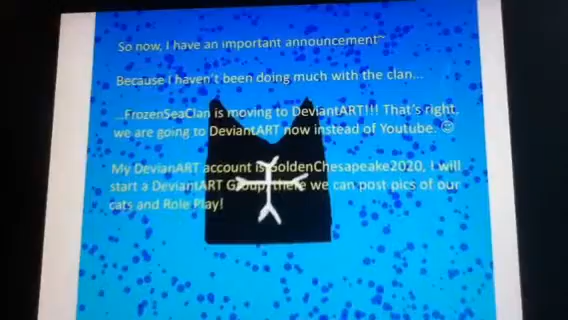 So now, I have an important announcement~
Because I haven't been doing much with the clan...
...FrozenSeaClan is moving to DeviantART!!! That's right,
we are going to DeviantART now instead of Youtube. ☺
My DevianART account is GoldenChesapeake2020, I will
start a DeviantART Group, there we can post pics of our
cats and Role Play!